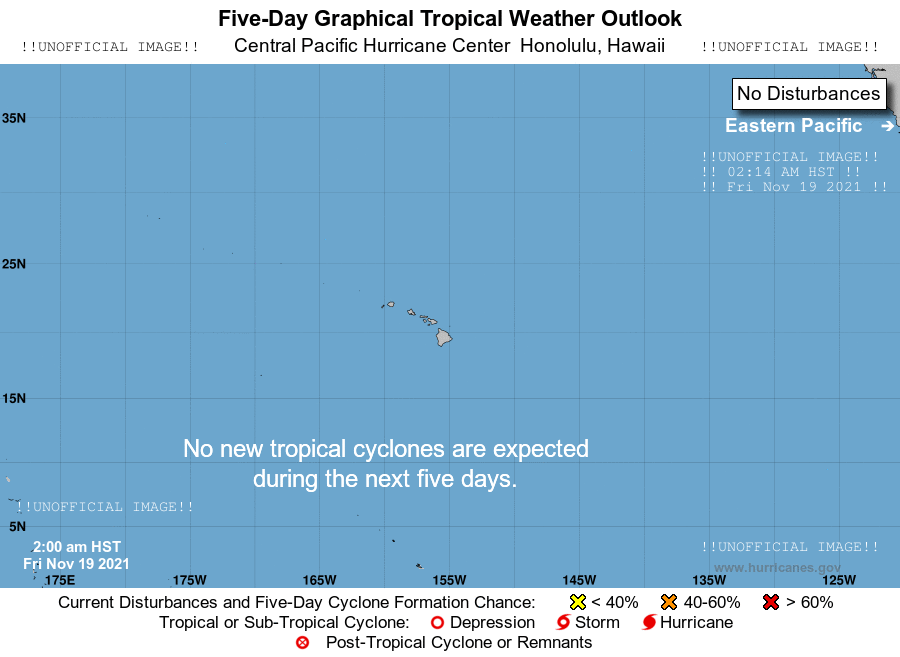 Five-Day Graphical Tropical Weather Outlook
!!UNOFFICIAL IMAGE!! Central Pacific Hurricane Center Honolulu, Hawaii !!UNOFFICIAL IMAGE!!
No Disturbances
35N
Eastern Pacific
!!UNOFFICIAL IMAGE!!
!! 02:14 AM HST !!
!! Fri Nov 19 2021 !!
25N
15N
No new tropical cyclones are expected
during the next five days.
!!UNOFFICIAL IMAGE!!
5N
2:00 am HST
!!UNOFFICIAL IMAGE!!
Fri Nov 19 2021
www.hurricanes.gov
175E 175W 165W 155W 145W 135W 125W
Current Disturbances and Five-Day Cyclone Formation Chance: < 40% 40-60% > 60%
Tropical or Sub-Tropical Cyclone: Depression Storm Hurricane
Post-Tropical Cyclone or Remnants